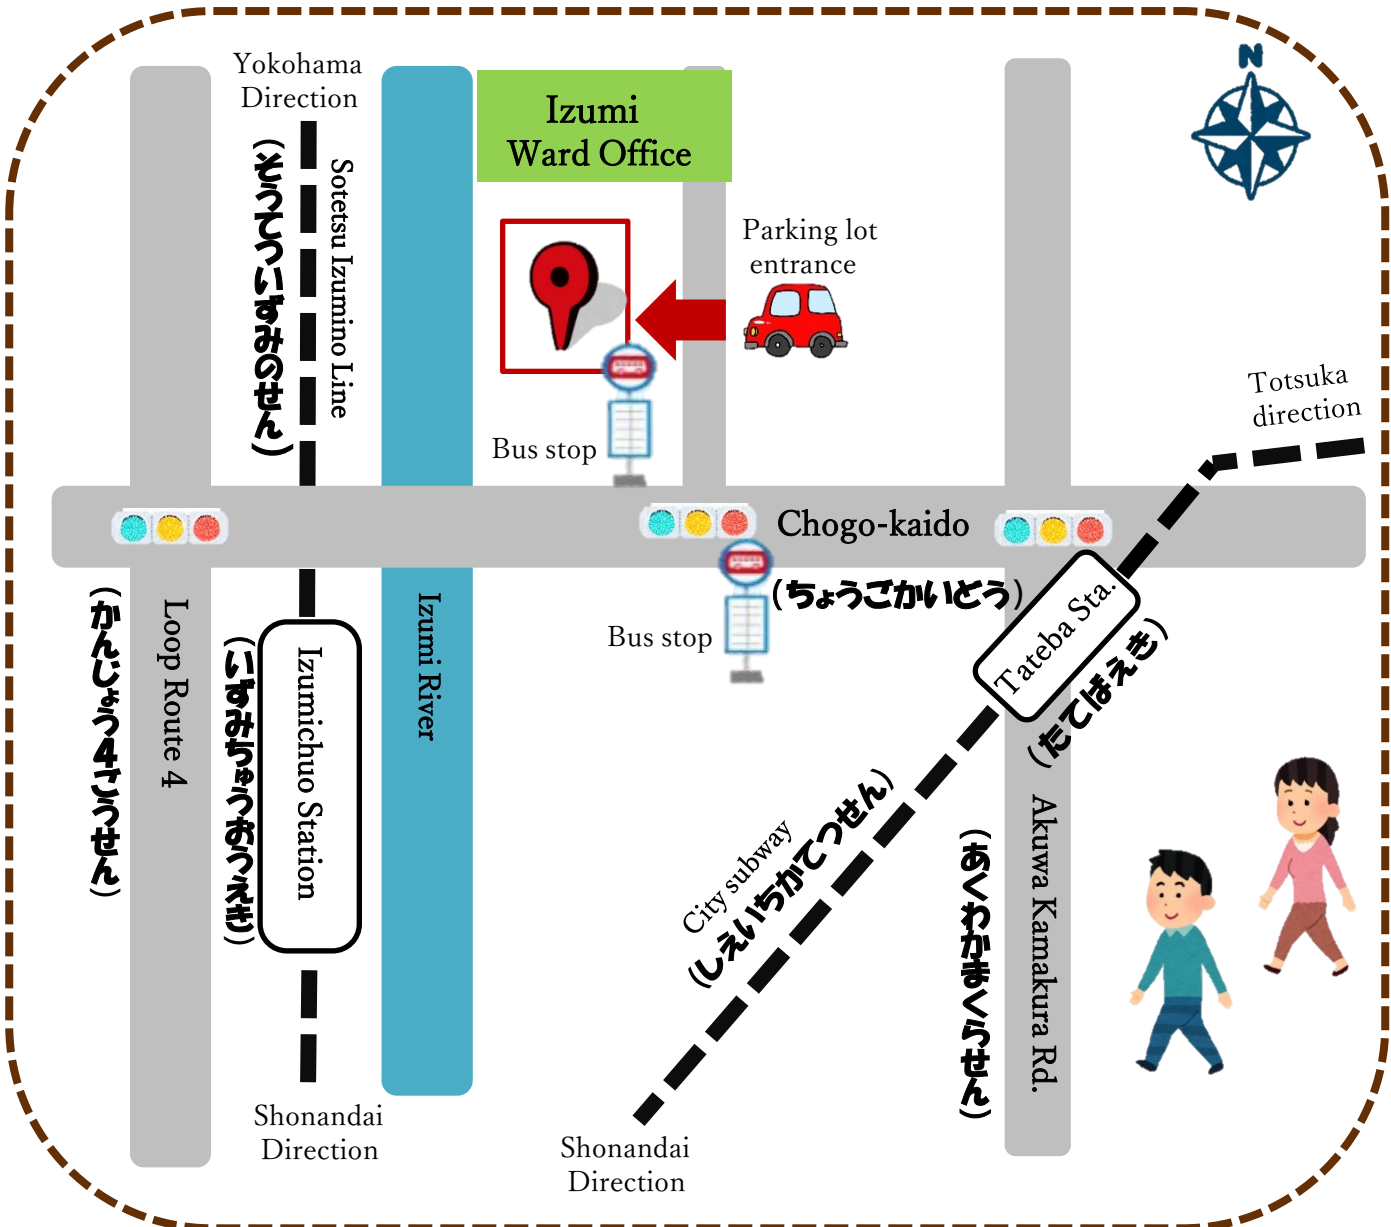 N
Yokohama
Direction
Izumi
Ward Office
Sotetsu Izumino Line
(そうてついずみのせん)
Parking lot
entrance
Totsuka
direction
Bus stop
Chogo-kaido
(ちょうごかいどう)
Bus stop
Tateba Sta.
(たてばえき)
Loop Route 4
(かんじょう4ごうせん)
Izumichuo Station
(いずみちゅうおうえき)
Izumi River
City subway
(しえいちかてつせん)
Akuwa Kamakura Rd.
(あくわかまくらせん)
Shonandai
Direction
Shonandai
Direction